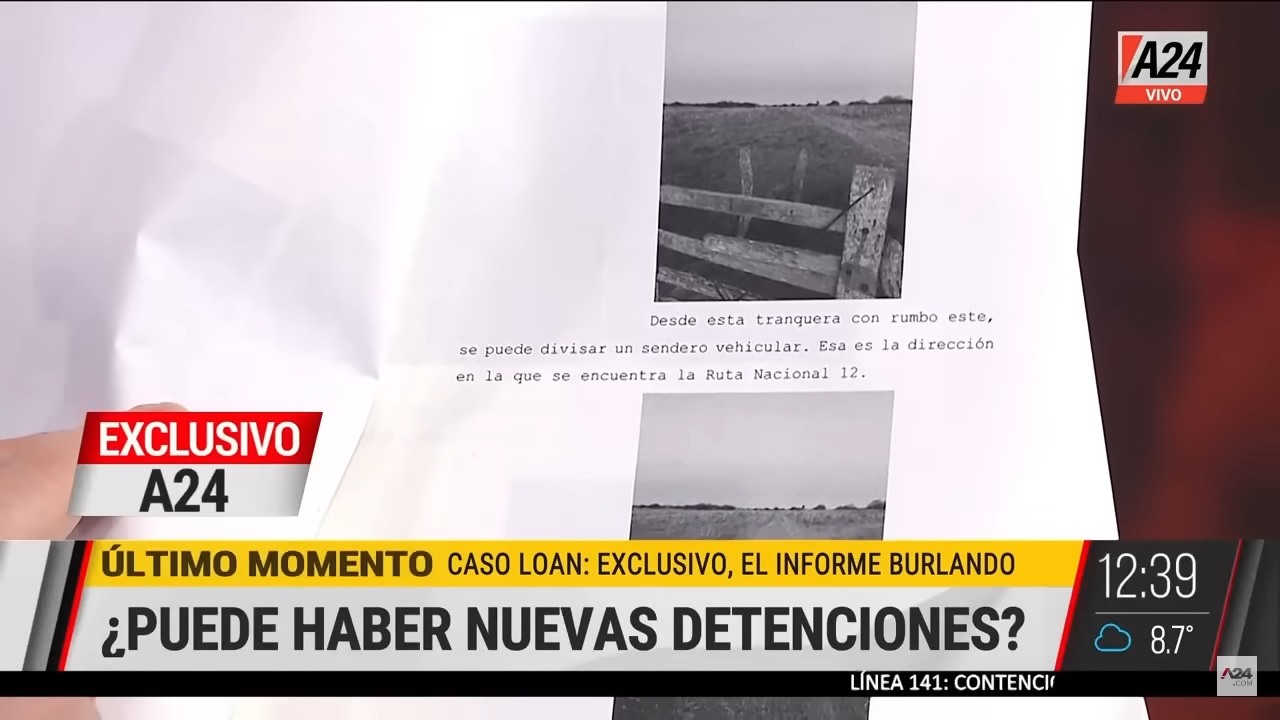 A24
VIVO
Desde esta tranquera con rumbo este,
se puede divisar un sendero vehicular. Esa es la dirección
en la que se encuentra la Ruta Nacional 12.
EXCLUSIVO
A24
ÚLTIMO MOMENTO CASO LOAN: EXCLUSIVO, EL INFORME BURLANDO
¿PUEDE HABER NUEVAS DETENCIONES?
12:39
8.7°
LÍNEA 141:
A24
.COM